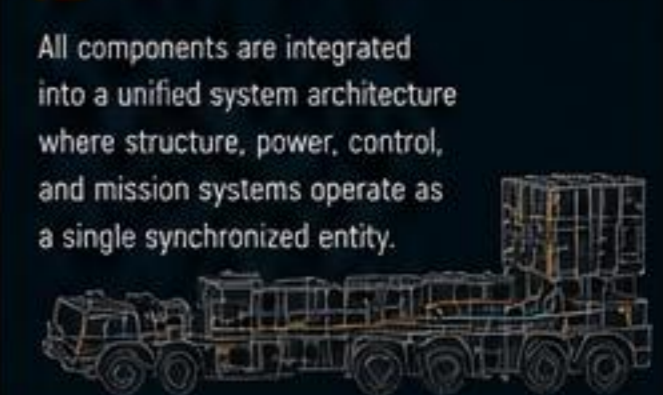 All components are integrated
into a unified system architecture
where structure, power, control,
and mission systems operate as
a single synchronized entity.